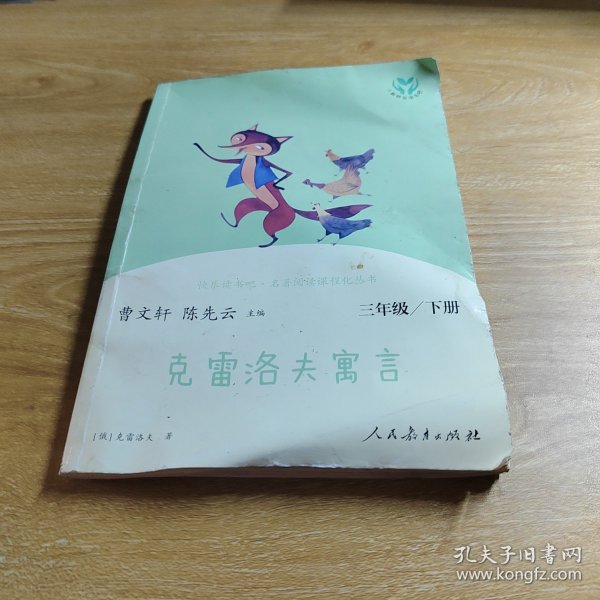 快乐读书吧·名著阅读课程化丛书
曹文轩 陈先云 主编
三年级/下册
克雷洛夫寓言
[俄]克雷洛夫 著
人民教育出版社
孔夫子旧书网
www.kongfz.com